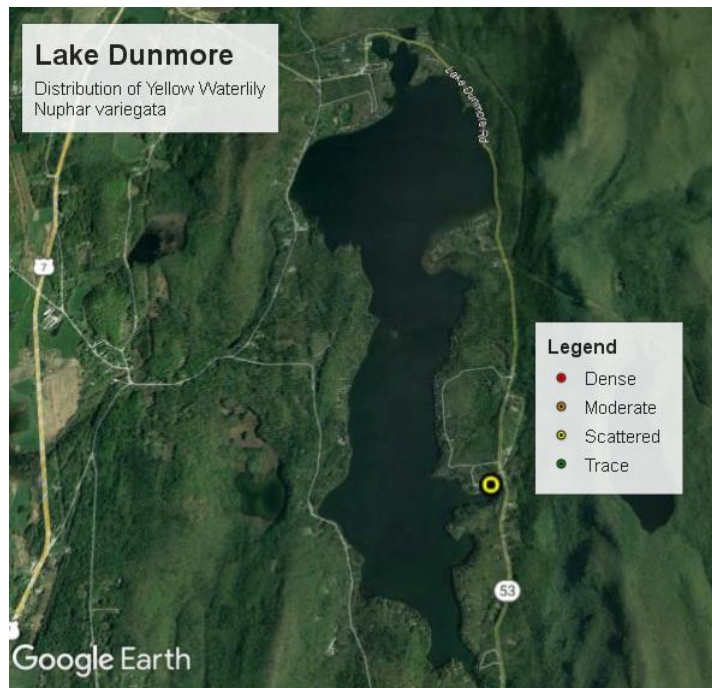 Lake Dunmore
Distribution of Yellow Waterlily
Nuphar variegata
Lake Dunmore Rd
7
Legend
Dense
Moderate
Scattered
Trace
53
Google Earth